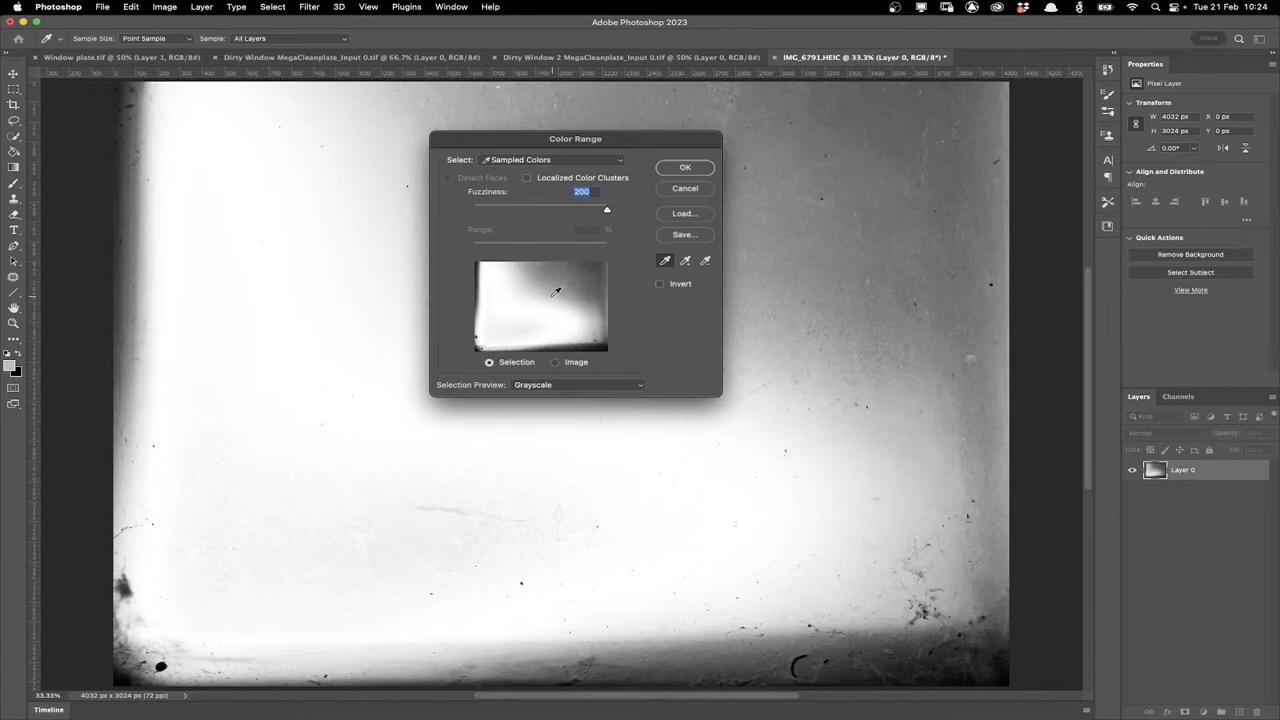 Photoshop File Edit Image Layer Type Select Filter 3D View Plugins Window Help Tue 21 Feb 10:24
Adobe Photoshop 2023
Sample Size: Point Sample Sample: All Layers Share
Window plate.tif @ 50% (Layer 1, RGB/8#) Dirty Window MegaCleanplate_Input 0.tif @ 66.7% (Layer 1, RGB/8#) Dirty Window 2 MegaCleanplate_Input 0.tif @ 50% (Layer 0, RGB/8#) IMG_6791.HEIC @ 33.3% (Layer 0, RGB/8*) *
Properties
Pixel Layer
Transform
W 4032 px X 0 px
H 3024 px Y 0 px
0.00°
Align and Distribute
Align:
Quick Actions
Remove Background
Select Subject
View More
Color Range
Select: Sampled Colors
OK
Detect Faces Localized Color Clusters
Cancel
Fuzziness: 200
Load...
Range: %
Save...
Invert
Selection Image
Selection Preview: Grayscale
Layers Channels
Kind
Normal Opacity:
Lock: Fill:
Layer 0
33.33% 4032 px x 3024 px (72 ppi)
Timeline